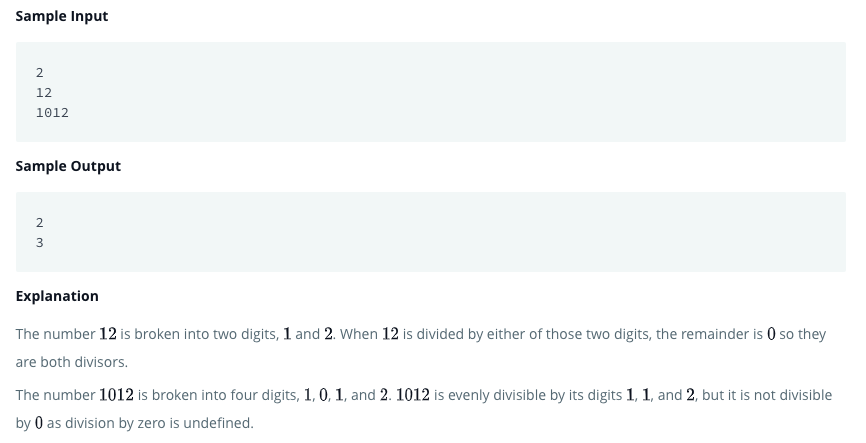 Sample Input
2
12
1012
Sample Output
2
3
Explanation
The number 12 is broken into two digits, 1 and 2. When 12 is divided by either of those two digits, the remainder is 0 so they
are both divisors.
The number 1012 is broken into four digits, 1, 0, 1, and 2. 1012 is evenly divisible by its digits 1, 1, and 2, but it is not divisible
by 0 as division by zero is undefined.